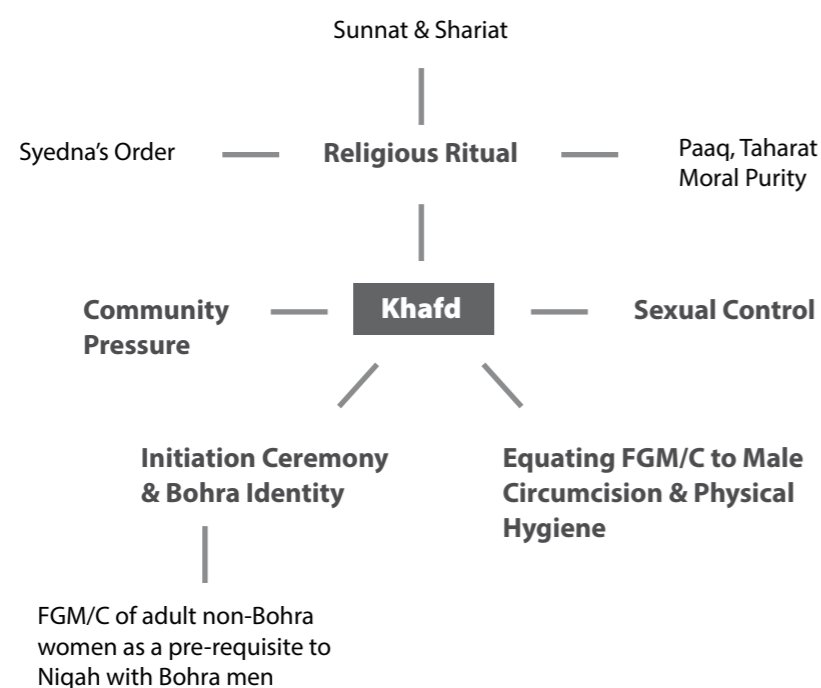 Sunnat & Shariat
Syedna's Order
Religious Ritual
Paaq, Taharat
Moral Purity
Community
Pressure
Khafd
Sexual Control
Initiation Ceremony
& Bohra Identity
Equating FGM/C to Male
Circumcision & Physical
Hygiene
FGM/C of adult non-Bohra
women as a pre-requisite to
Niqah with Bohra men